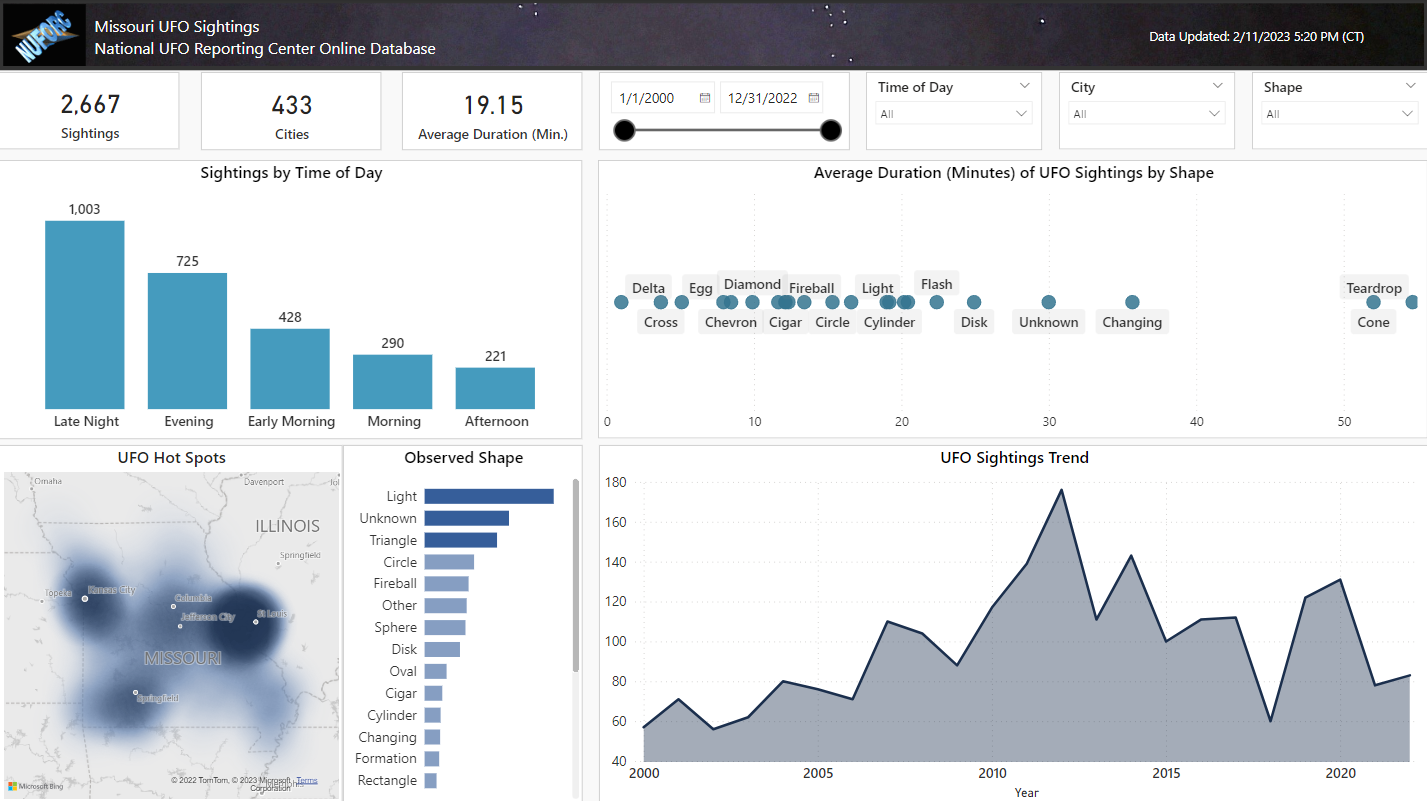 NUFORC
Missouri UFO Sightings
National UFO Reporting Center Online Database
Data Updated: 2/11/2023 5:20 PM (CT)
2,667
Sightings
433
Cities
19.15
Average Duration (Min.)
1/1/2000
12/31/2022
Time of Day
All
City
All
Shape
All
Sightings by Time of Day
1,003
725
428
290
221
Late Night
Evening
Early Morning
Morning
Afternoon
Average Duration (Minutes) of UFO Sightings by Shape
Delta
Egg
Diamond
Fireball
Light
Flash
Teardrop
Cross
Chevron
Cigar
Circle
Cylinder
Disk
Unknown
Changing
Cone
0
10
20
30
40
50
UFO Hot Spots
Omaha
Davenport
ILLINOIS
Springfield
Topeka
Kansas City
Columbia
Jefferson City
St Louis
MISSOURI
Springfield
Memphis
Microsoft Bing
© 2022 TomTom, © 2023 Microsoft Corporation
Terms
Observed Shape
Light
Unknown
Triangle
Circle
Fireball
Other
Sphere
Disk
Oval
Cigar
Cylinder
Changing
Formation
Rectangle
UFO Sightings Trend
180
160
140
120
100
80
60
40
2000
2005
2010
2015
2020
Year